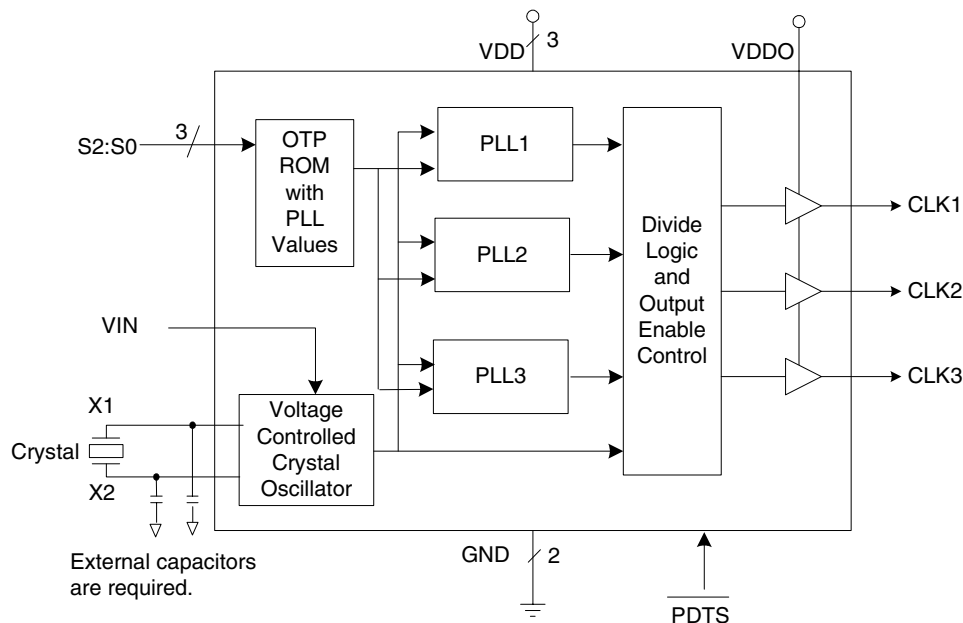 VDD
3
VDDO
S2:S0
3
OTP
ROM
with
PLL
Values
PLL1
PLL2
PLL3
Divide
Logic
and
Output
Enable
Control
CLK1
CLK2
CLK3
VIN
Voltage
Controlled
Crystal
Oscillator
X1
Crystal
X2
External capacitors
are required.
GND
2
PDTS